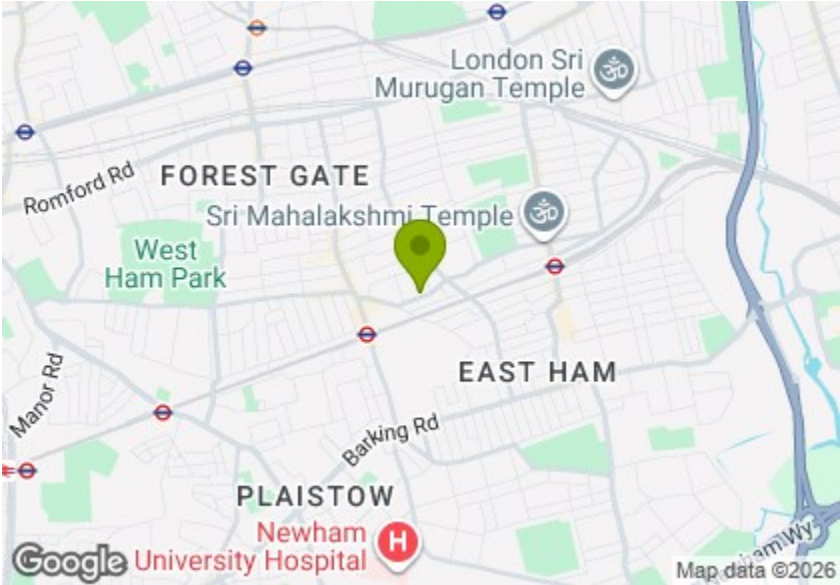 London Sri
Murugan Temple
Romford Rd
FOREST GATE
Sri Mahalakshmi Temple
West
Ham Park
Manor Rd
EAST HAM
Barking Rd
PLAISTOW
Newham
University Hospital
H
Google
Map data ©2026